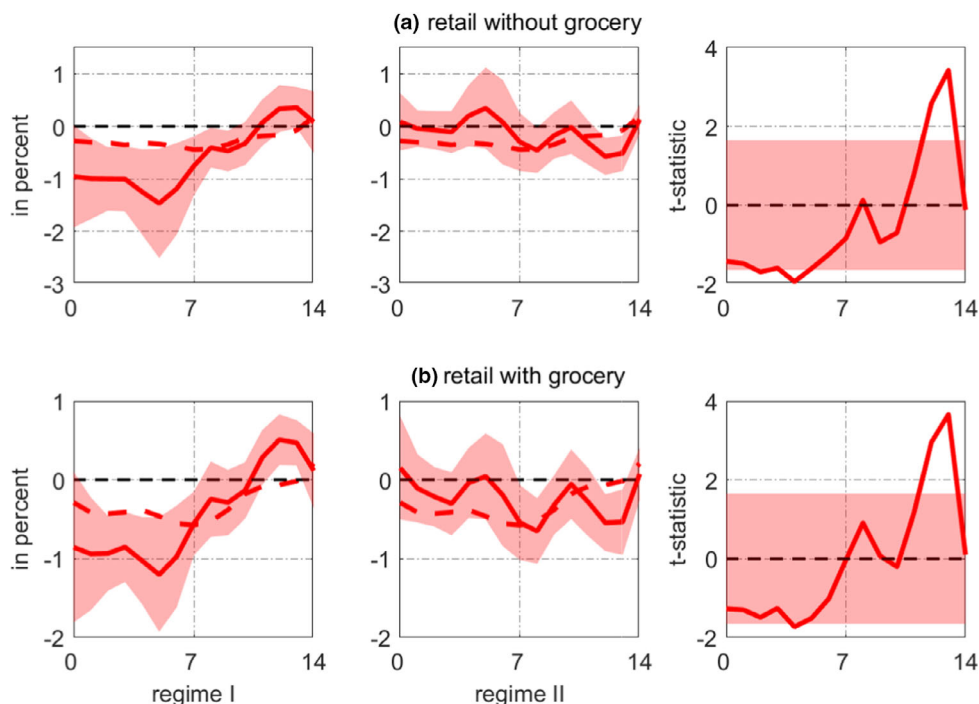 (a) retail without grocery
in percent
1
0
-1
-2
-3
0 7 14
1
0
-1
-2
-3
0 7 14
t-statistic
4
2
0
-2
0 7 14
(b) retail with grocery
in percent
1
0
-1
-2
0 7 14
regime I
1
0
-1
-2
0 7 14
regime II
t-statistic
4
2
0
-2
0 7 14